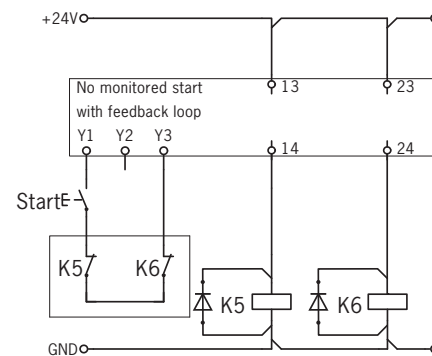 +24V
No monitored start
with feedback loop
13
23
Y1 Y2 Y3
14
24
Start
K5 K6
K5 K6
GND